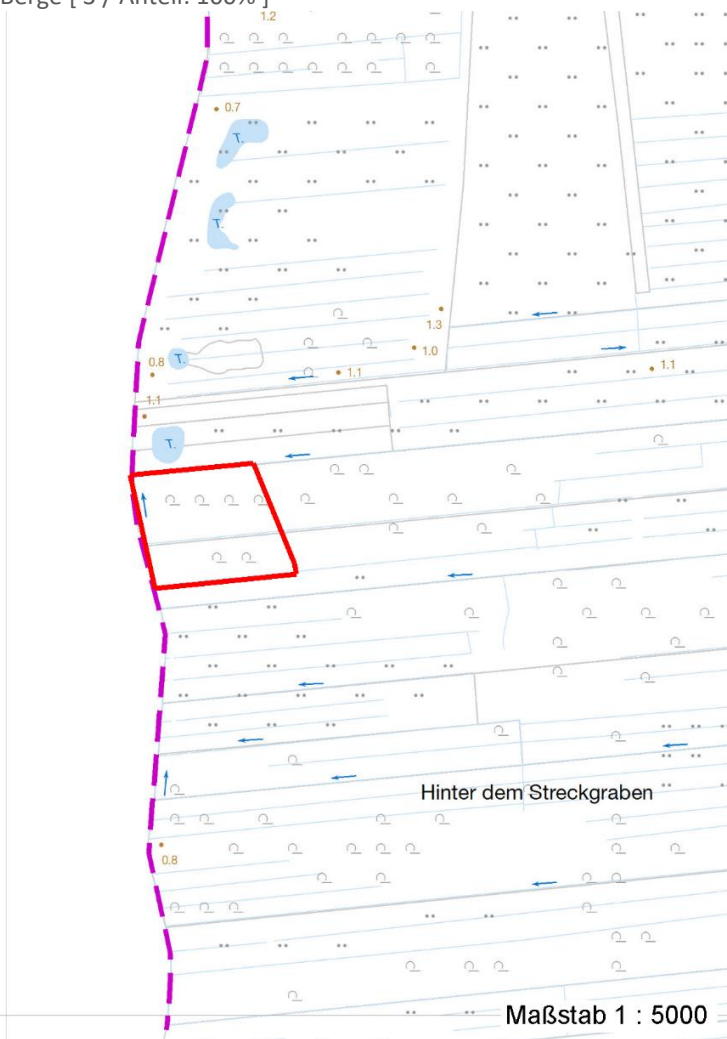 Berge [ S / Anteil: 100% ]
1.2
0.7
T.
T.
1.3
1.0
T.
0.8
1.1
1.1
1.1
T.
Hinter dem Streckgraben
0.8
Maßstab 1 : 5000